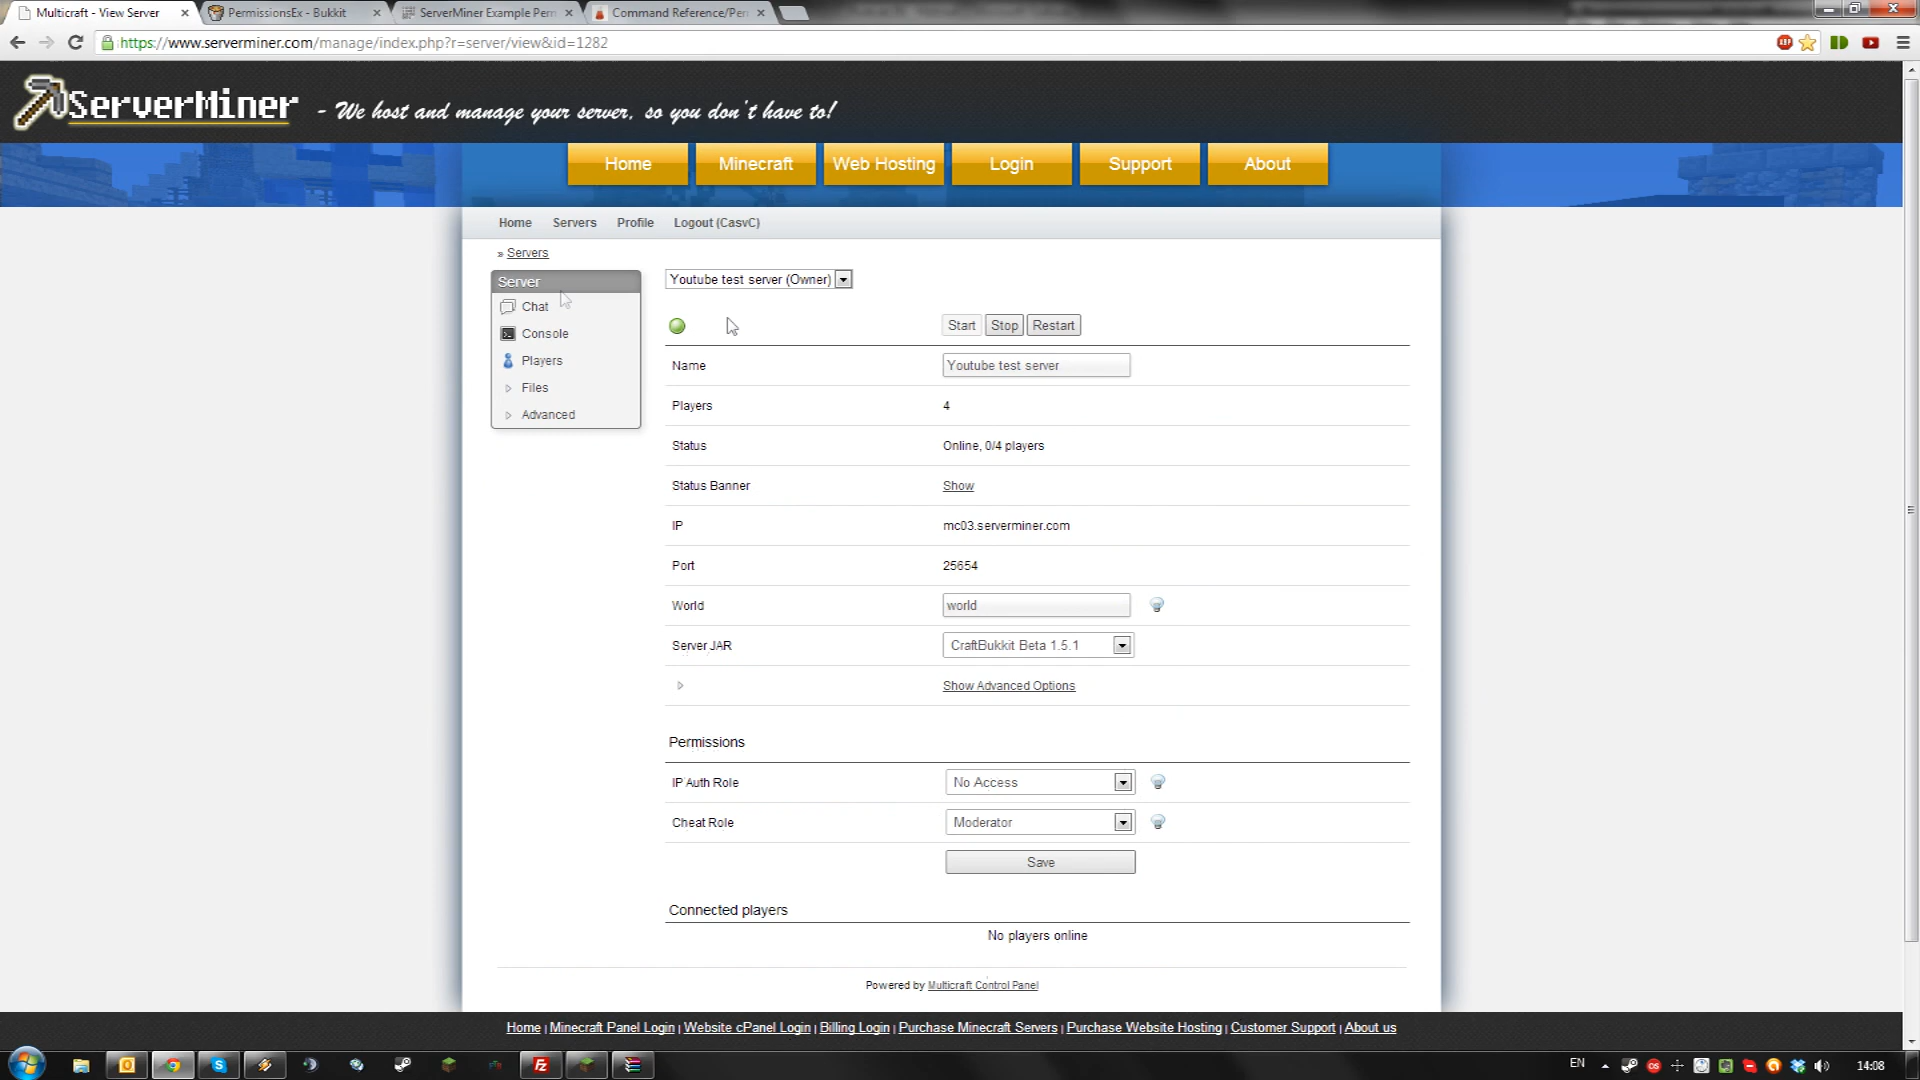 Multicraft - View Server
PermissionsEx - Bukkit
ServerMiner Example Perm
Command Reference/Perm
https://www.serverminer.com/manage/index.php?r=server/view&id=1282
ABP
ServerMiner - We host and manage your server, so you don't have to!
Home Minecraft Web Hosting Login Support About
Home Servers Profile Logout (CasvC)
» Servers
Server
Chat
Console
Players
Files
Advanced
Youtube test server (Owner)
Start Stop Restart
Name Youtube test server
Players 4
Status Online, 0/4 players
Status Banner Show
IP mc03.serverminer.com
Port 25654
World world
Server JAR CraftBukkit Beta 1.5.1
Show Advanced Options
Permissions
IP Auth Role No Access
Cheat Role Moderator
Save
Connected players
No players online
Powered by Multicraft Control Panel
Home | Minecraft Panel Login | Website cPanel Login | Billing Login | Purchase Minecraft Servers | Purchase Website Hosting | Customer Support | About us
EN 14:08